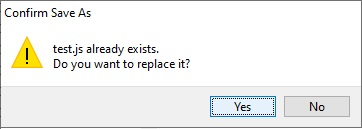 Confirm Save As
test.js already exists.
Do you want to replace it?
Yes No